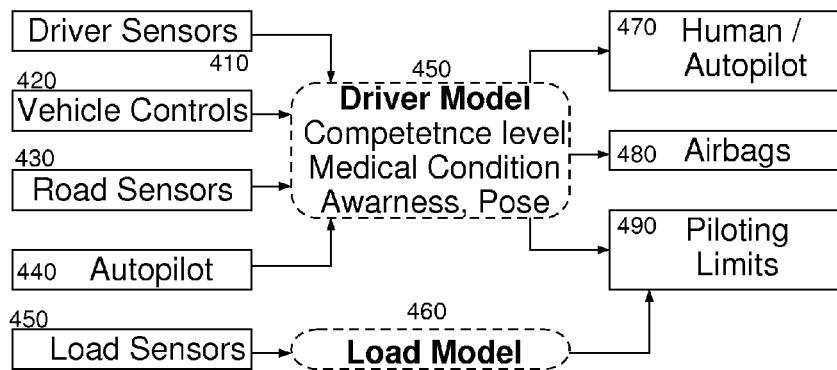 Driver Sensors
410
420
Vehicle Controls
430
Road Sensors
440 Autopilot
450
Load Sensors
450
Driver Model
Competetnce level
Medical Condition
Awarness, Pose
460
Load Model
470 Human /
Autopilot
480 Airbags
490 Piloting
Limits